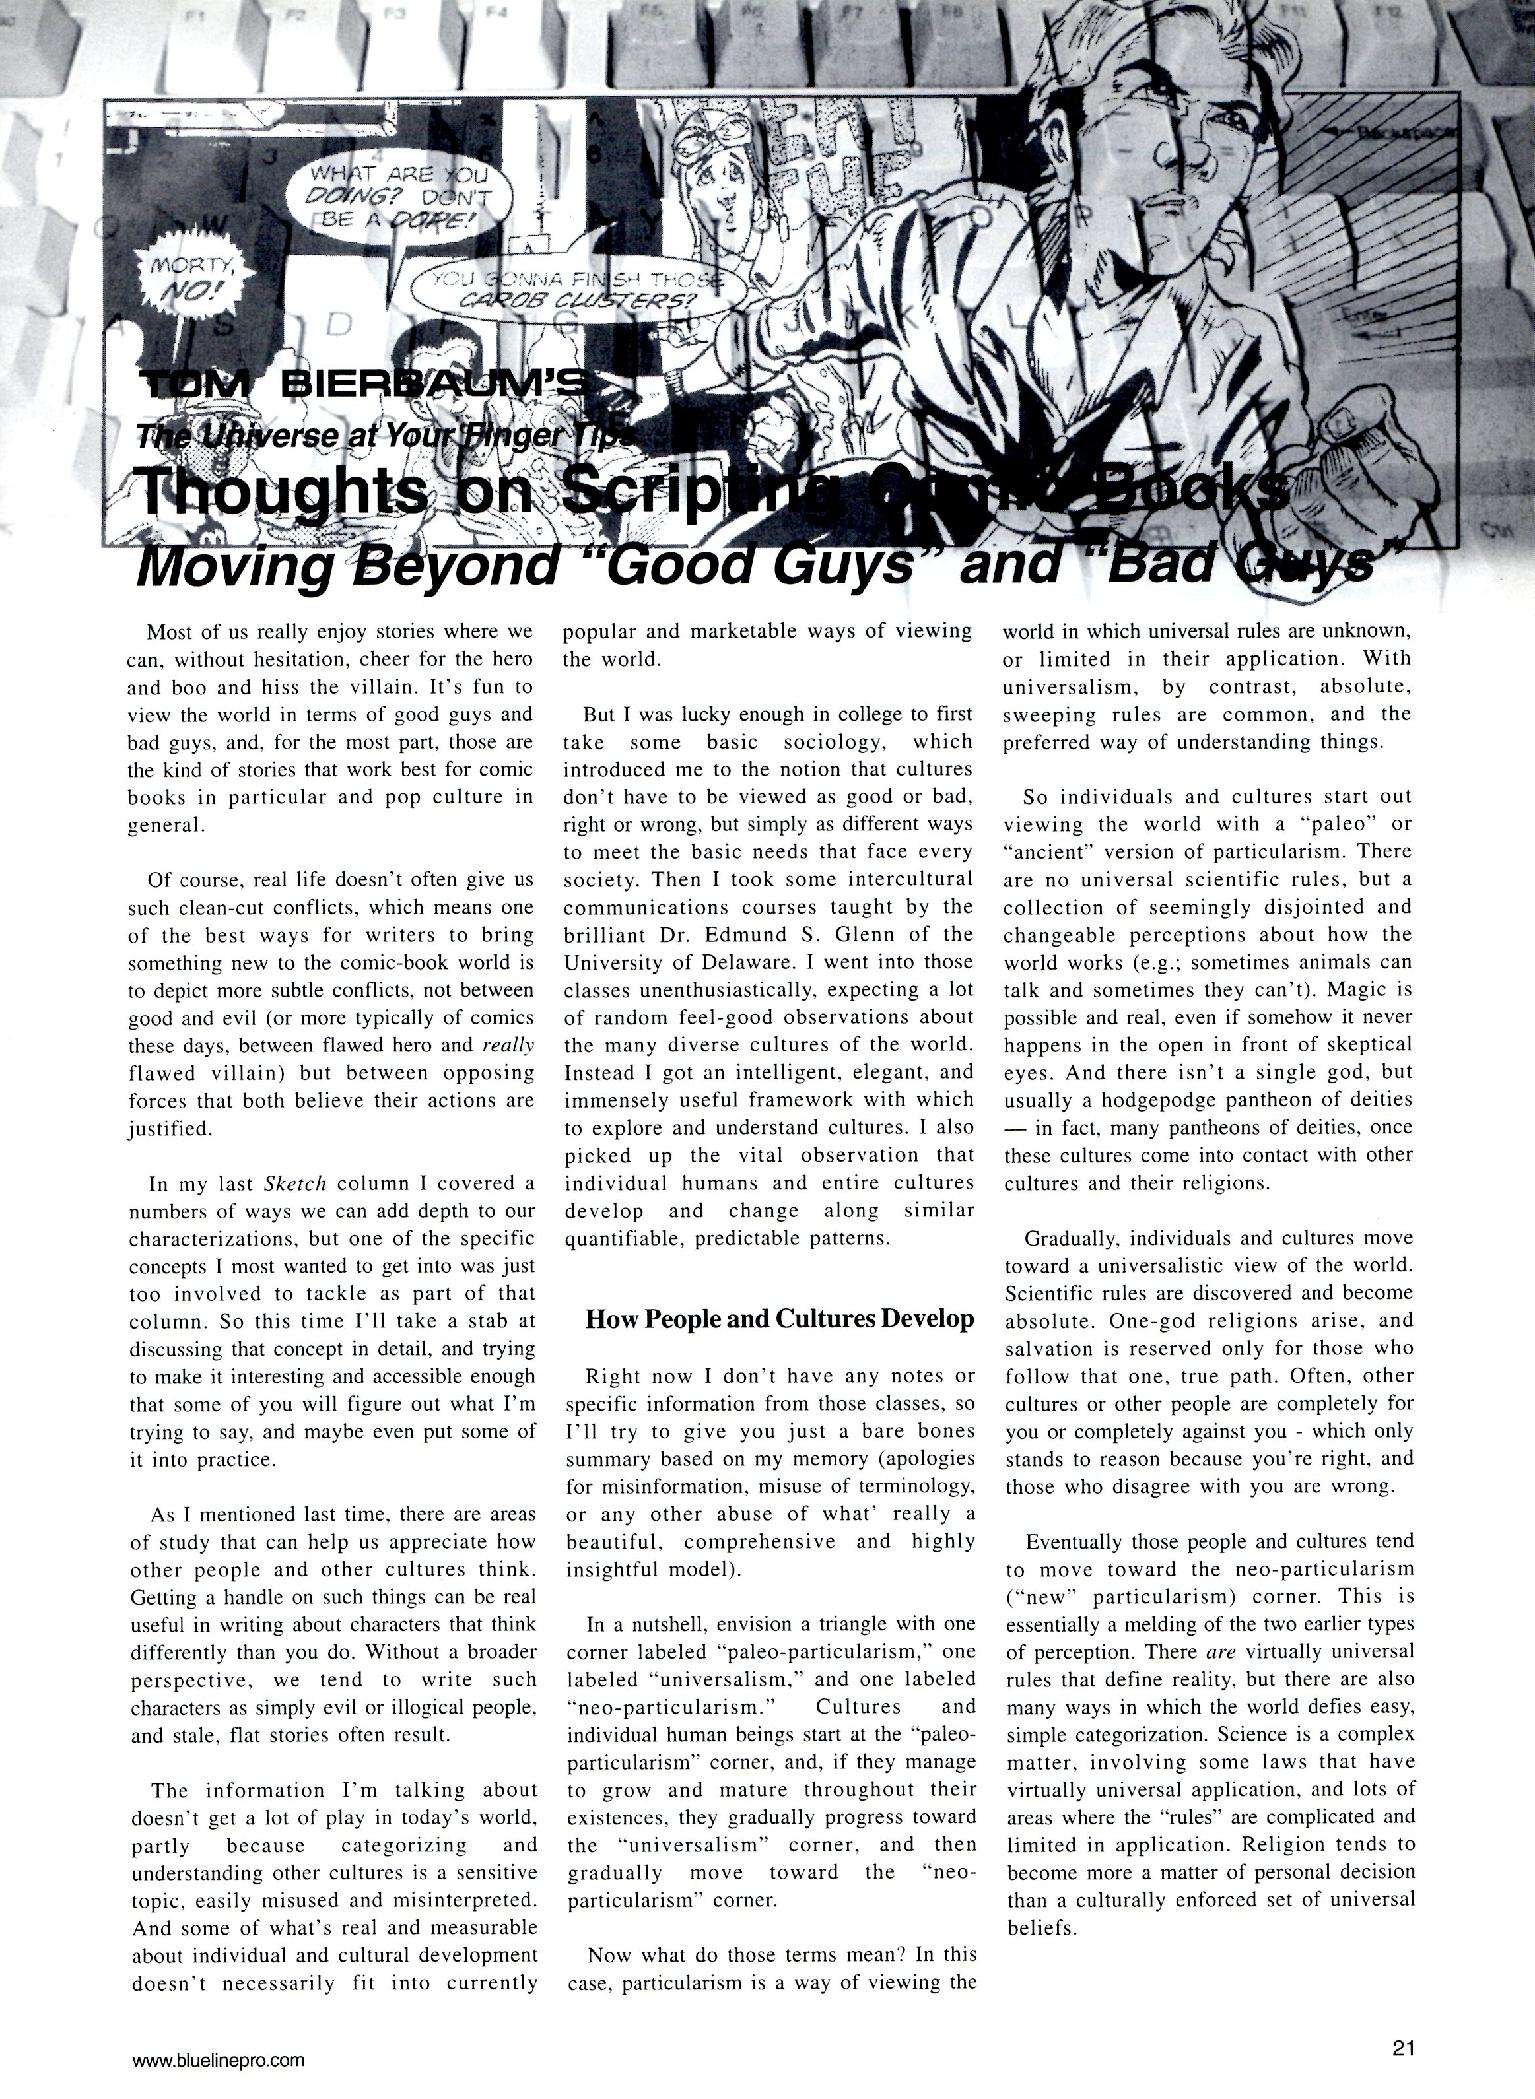 F1
F2
F3
F4
F5
F6
F7
F8
F11
F12
Backspace
WHAT ARE YOU
DOING? DON'T
BE A DOPE!
MORTY,
NO!
YOU GONNA FINISH THOSE
CAROB CLUSTERS?
TOM BIERBAUM'S
The Universe at Your Finger Tips
Thoughts on Scripting Comic Books
Moving Beyond “Good Guys” and “Bad Guys”
Most of us really enjoy stories where we
can, without hesitation, cheer for the hero
and boo and hiss the villain. It's fun to
view the world in terms of good guys and
bad guys, and, for the most part, those are
the kind of stories that work best for comic
books in particular and pop culture in
general.
Of course, real life doesn't often give us
such clean-cut conflicts, which means one
of the best ways for writers to bring
something new to the comic-book world is
to depict more subtle conflicts, not between
good and evil (or more typically of comics
these days, between flawed hero and really
flawed villain) but between opposing
forces that both believe their actions are
justified.
In my last Sketch column I covered a
numbers of ways we can add depth to our
characterizations, but one of the specific
concepts I most wanted to get into was just
too involved to tackle as part of that
column. So this time I'll take a stab at
discussing that concept in detail, and trying
to make it interesting and accessible enough
that some of you will figure out what I'm
trying to say, and maybe even put some of
it into practice.
As I mentioned last time, there are areas
of study that can help us appreciate how
other people and other cultures think.
Getting a handle on such things can be real
useful in writing about characters that think
differently than you do. Without a broader
perspective, we tend to write such
characters as simply evil or illogical people,
and stale, flat stories often result.
The information I'm talking about
doesn't get a lot of play in today's world,
partly because categorizing and
understanding other cultures is a sensitive
topic, easily misused and misinterpreted.
And some of what's real and measurable
about individual and cultural development
doesn't necessarily fit into currently
popular and marketable ways of viewing
the world.
But I was lucky enough in college to first
take some basic sociology, which
introduced me to the notion that cultures
don't have to be viewed as good or bad,
right or wrong, but simply as different ways
to meet the basic needs that face every
society. Then I took some intercultural
communications courses taught by the
brilliant Dr. Edmund S. Glenn of the
University of Delaware. I went into those
classes unenthusiastically, expecting a lot
of random feel-good observations about
the many diverse cultures of the world.
Instead I got an intelligent, elegant, and
immensely useful framework with which
to explore and understand cultures. I also
picked up the vital observation that
individual humans and entire cultures
develop and change along similar
quantifiable, predictable patterns.
How People and Cultures Develop
Right now I don't have any notes or
specific information from those classes, so
I'll try to give you just a bare bones
summary based on my memory (apologies
for misinformation, misuse of terminology,
or any other abuse of what' really a
beautiful, comprehensive and highly
insightful model).
In a nutshell, envision a triangle with one
corner labeled “paleo-particularism,” one
labeled “universalism,” and one labeled
“neo-particularism.” Cultures and
individual human beings start at the “paleo-
particularism” corner, and, if they manage
to grow and mature throughout their
existences, they gradually progress toward
the “universalism” corner, and then
gradually move toward the “neo-
particularism” corner.
Now what do those terms mean? In this
case, particularism is a way of viewing the
world in which universal rules are unknown,
or limited in their application. With
universalism, by contrast, absolute,
sweeping rules are common, and the
preferred way of understanding things.
So individuals and cultures start out
viewing the world with a “paleo” or
“ancient” version of particularism. There
are no universal scientific rules, but a
collection of seemingly disjointed and
changeable perceptions about how the
world works (e.g.; sometimes animals can
talk and sometimes they can't). Magic is
possible and real, even if somehow it never
happens in the open in front of skeptical
eyes. And there isn't a single god, but
usually a hodgepodge pantheon of deities
— in fact, many pantheons of deities, once
these cultures come into contact with other
cultures and their religions.
Gradually, individuals and cultures move
toward a universalistic view of the world.
Scientific rules are discovered and become
absolute. One-god religions arise, and
salvation is reserved only for those who
follow that one, true path. Often, other
cultures or other people are completely for
you or completely against you - which only
stands to reason because you're right, and
those who disagree with you are wrong.
Eventually those people and cultures tend
to move toward the neo-particularism
(“new” particularism) corner. This is
essentially a melding of the two earlier types
of perception. There are virtually universal
rules that define reality, but there are also
many ways in which the world defies easy,
simple categorization. Science is a complex
matter, involving some laws that have
virtually universal application, and lots of
areas where the “rules” are complicated and
limited in application. Religion tends to
become more a matter of personal decision
than a culturally enforced set of universal
beliefs.
www.bluelinepro.com
21